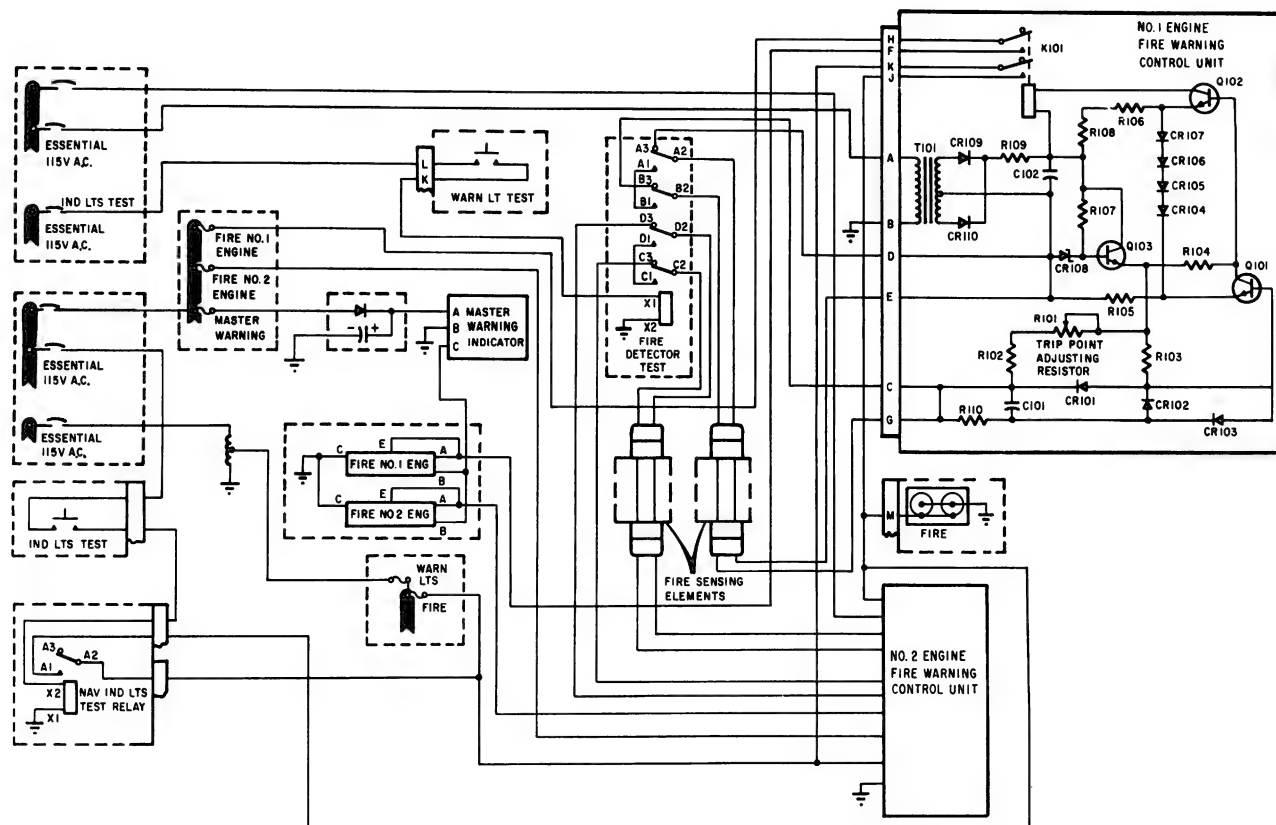 NO. 1 ENGINE
FIRE WARNING
CONTROL UNIT
H
F
K
J
A
B
D
E
C
G
K101
Q102
R106
R108
CR107
CR106
CR105
CR104
T101
CR109
R109
C102
R107
CR110
CR108
Q103
R104
Q101
R105
R101
TRIP POINT
ADJUSTING
RESISTOR
R102
R103
CR101
C101
CR102
R110
CR103
ESSENTIAL
115V A.C.
IND LTS TEST
ESSENTIAL
115V A.C.
L
K
WARN LT TEST
FIRE NO.1
ENGINE
FIRE NO.2
ENGINE
MASTER
WARNING
A3
A2
A1
B3
B2
B1
D3
D2
D1
C3
C2
C1
X1
X2
FIRE
DETECTOR
TEST
- +
A MASTER
B WARNING
C INDICATOR
ESSENTIAL
115V A.C.
ESSENTIAL
115V A.C.
E
C
FIRE NO.1 ENG
A
B
E
C
FIRE NO 2 ENG
A
B
IND LTS TEST
WARN
LTS
FIRE
FIRE SENSING
ELEMENTS
M
FIRE
NO. 2 ENGINE
FIRE WARNING
CONTROL UNIT
A3
A2
A1
X2
NAV IND LTS
TEST RELAY
X1